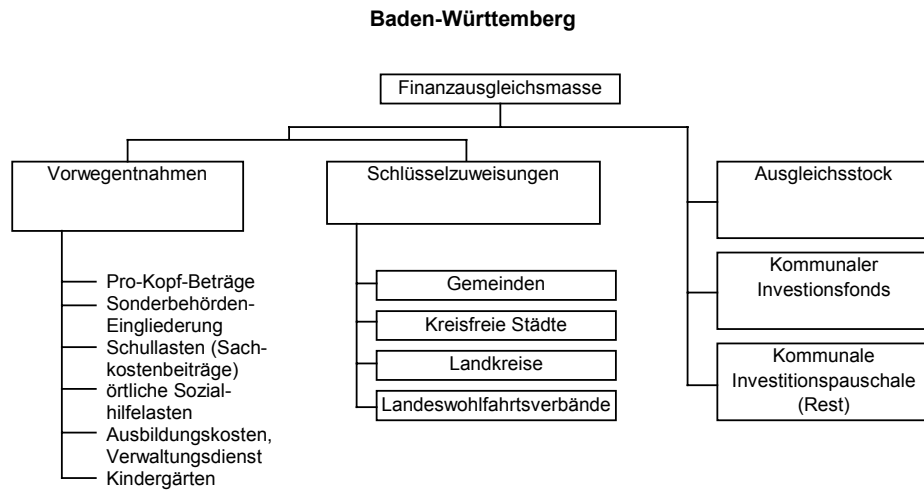 Baden-Württemberg
Finanzausgleichsmasse
Vorwegentnahmen
Pro-Kopf-Beträge
Sonderbehörden-
Eingliederung
Schullasten (Sach-
kostenbeiträge)
örtliche Sozial-
hilfelasten
Ausbildungskosten,
Verwaltungsdienst
Kindergärten
Schlüsselzuweisungen
Gemeinden
Kreisfreie Städte
Landkreise
Landeswohlfahrtsverbände
Ausgleichsstock
Kommunaler
Investionsfonds
Kommunale
Investitionspauschale
(Rest)